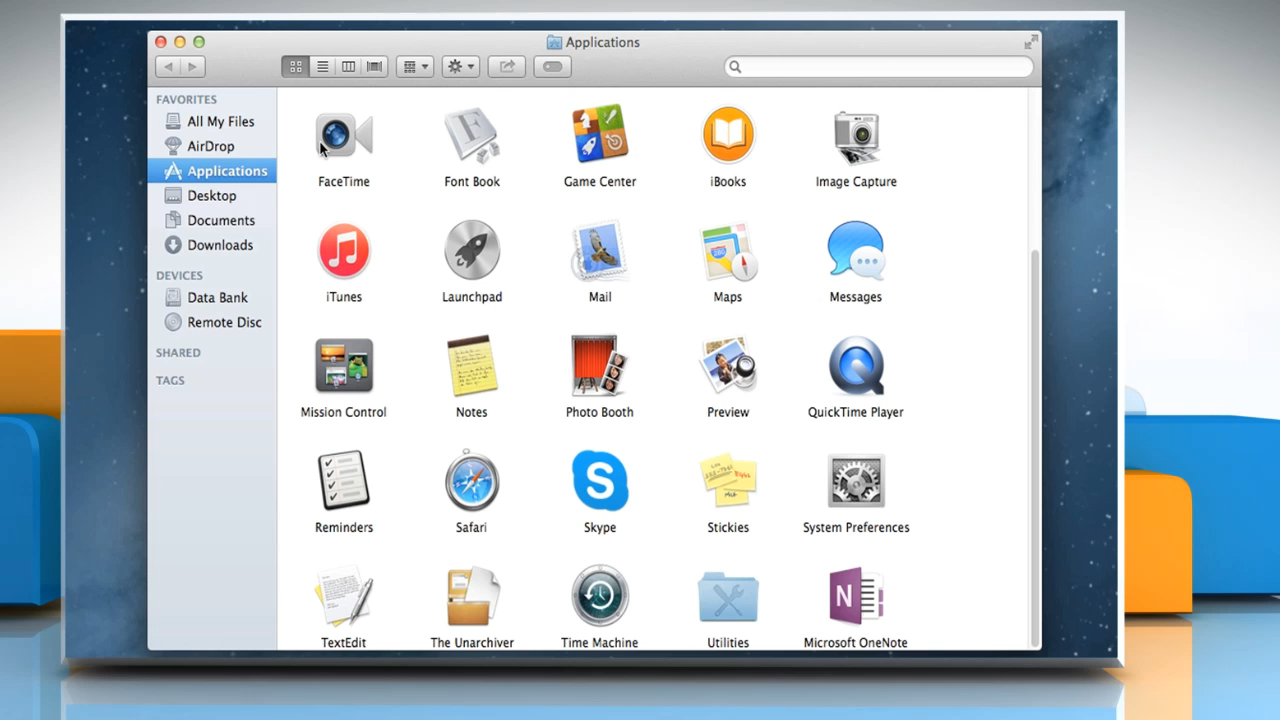 Applications
FAVORITES
All My Files
AirDrop
Applications
Desktop
Documents
Downloads
DEVICES
Data Bank
Remote Disc
SHARED
TAGS
FaceTime
Font Book
Game Center
iBooks
Image Capture
iTunes
Launchpad
Mail
Maps
Messages
Mission Control
Notes
Photo Booth
Preview
QuickTime Player
Reminders
Safari
Skype
Stickies
System Preferences
TextEdit
The Unarchiver
Time Machine
Utilities
Microsoft OneNote